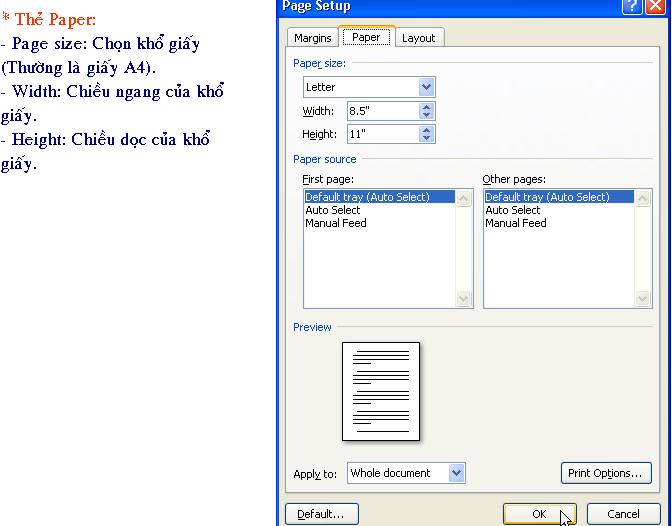 * Thẻ Paper:
- Page size: Chọn khổ giấy
(Thường là giấy A4).
- Width: Chiều ngang của khổ
giấy.
- Height: Chiều dọc của khổ
giấy.
Page Setup
Margins Paper Layout
Paper size:
Letter
Width: 8.5"
Height: 11"
Paper source
First page: Other pages:
Default tray (Auto Select) Default tray (Auto Select)
Auto Select Auto Select
Manual Feed Manual Feed
Preview
Apply to: Whole document Print Options...
Default... OK Cancel